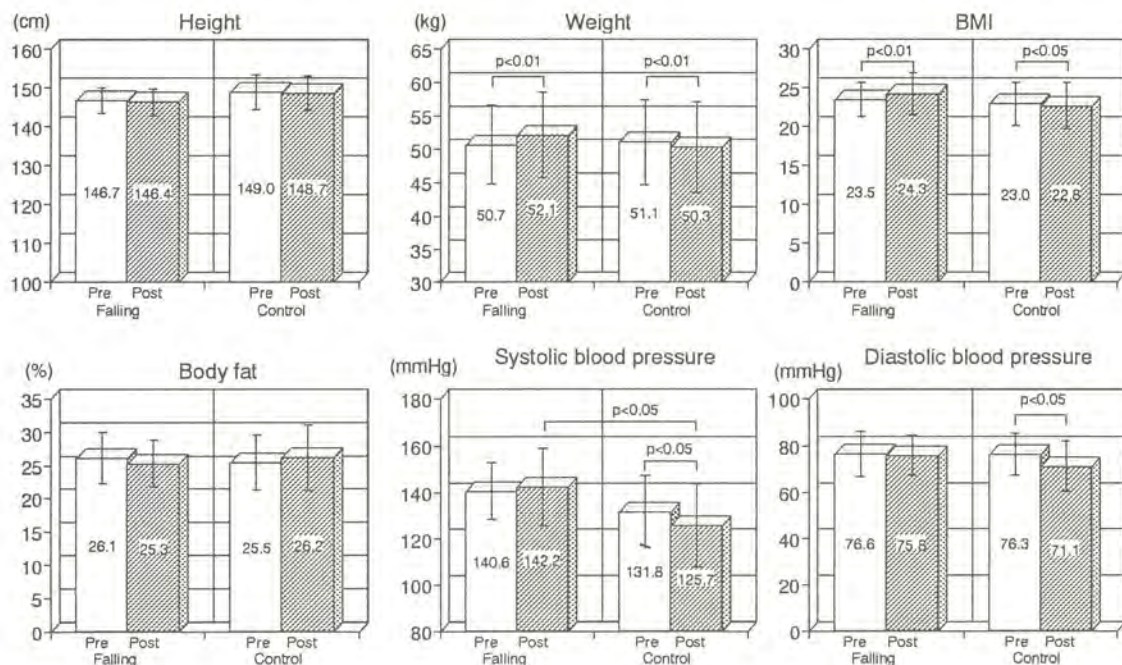 (cm) Height
160
150
140
130
120
110
100
146.7 146.4 149.0 148.7
Pre Post Pre Post
Falling Control
(kg) Weight
65
60
55
50
45
40
35
30
p<0.01 p<0.01
50.7 52.1 51.1 50.3
Pre Post Pre Post
Falling Control
BMI
30
25
20
15
10
5
0
p<0.01 p<0.05
23.5 24.3 23.0 22.6
Pre Post Pre Post
Falling Control
(%) Body fat
35
30
25
20
15
10
5
0
26.1 25.3 25.5 26.2
Pre Post Pre Post
Falling Control
(mmHg) Systolic blood pressure
180
160
140
120
100
80
p<0.05
p<0.05
140.6 142.2 131.8 125.7
Pre Post Pre Post
Falling Control
(mmHg) Diastolic blood pressure
100
80
60
40
20
0
p<0.05
76.6 76.3 71.1
Pre Post Pre Post
Falling Control